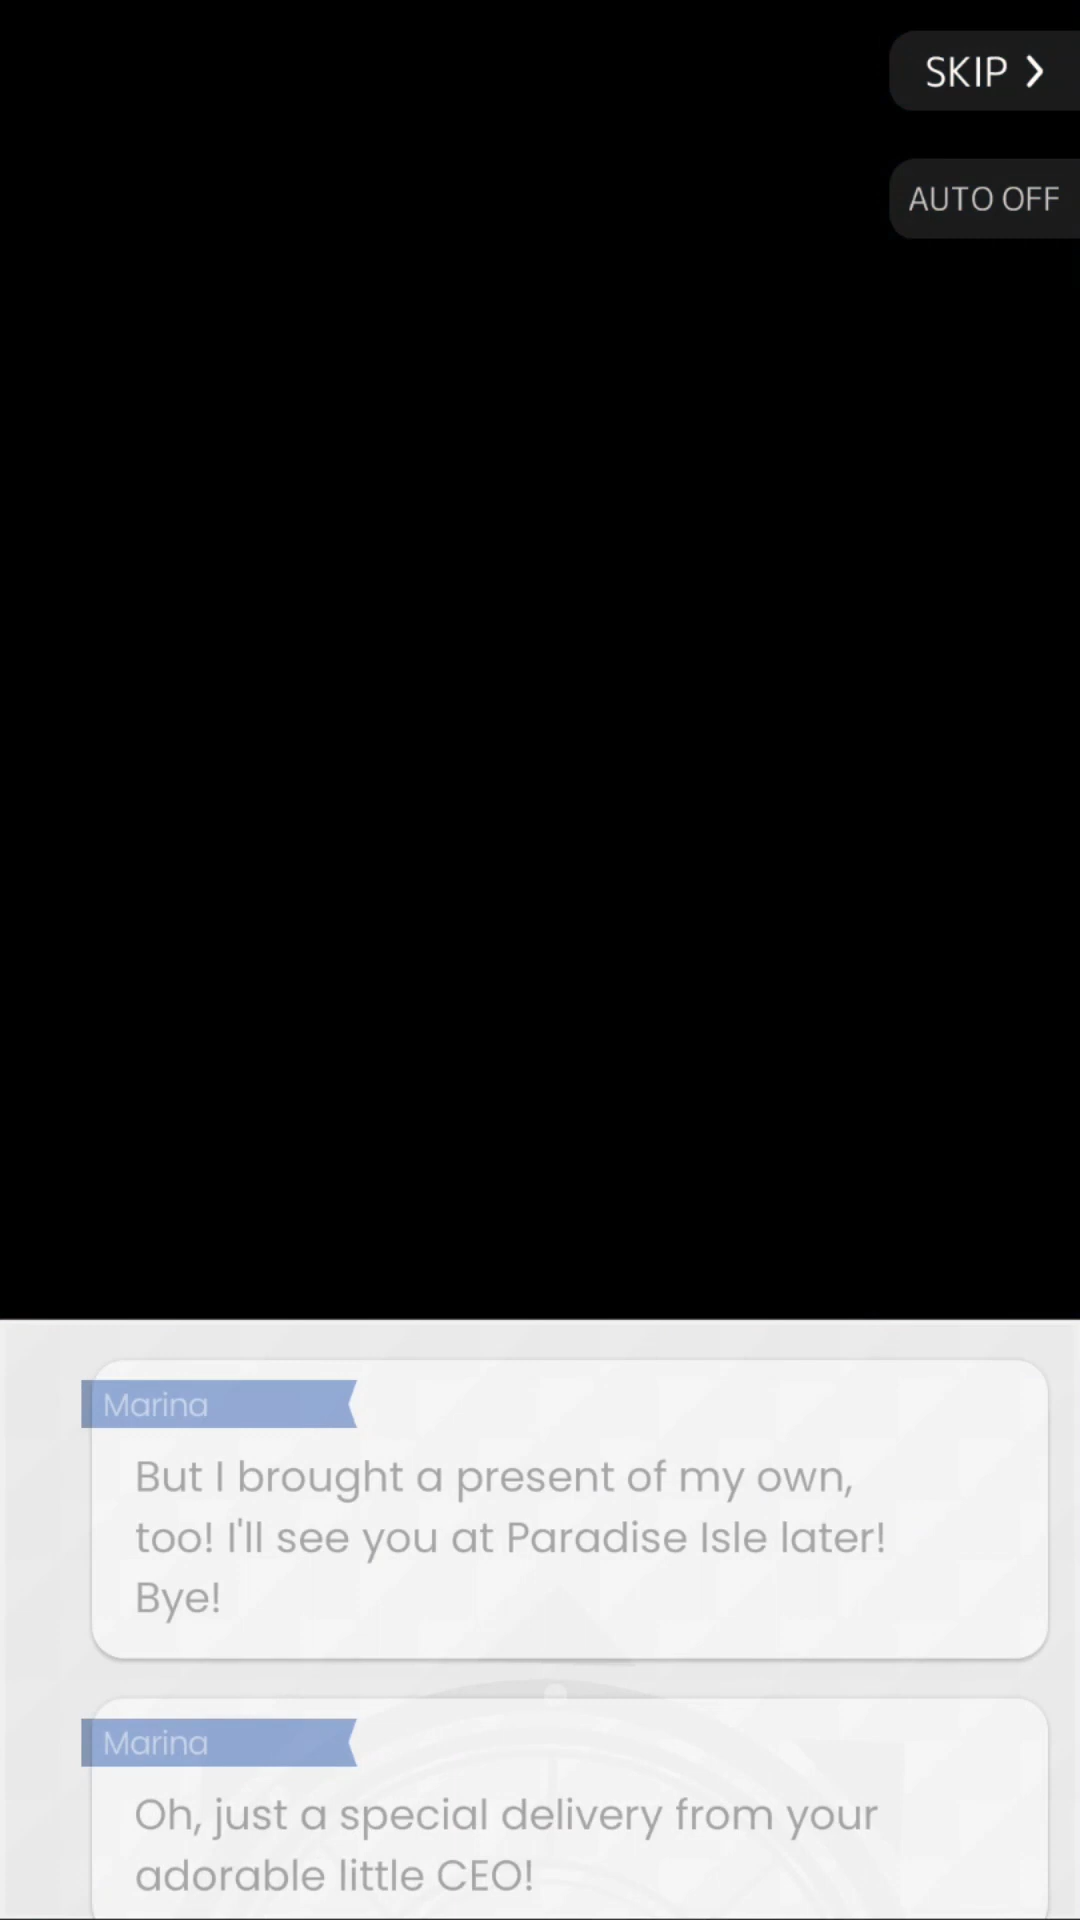 SKIP
AUTO OFF
Marina
But I brought a present of my own,
too! I'll see you at Paradise Isle later!
Bye!
Marina
Oh, just a special delivery from your
adorable little CEO!